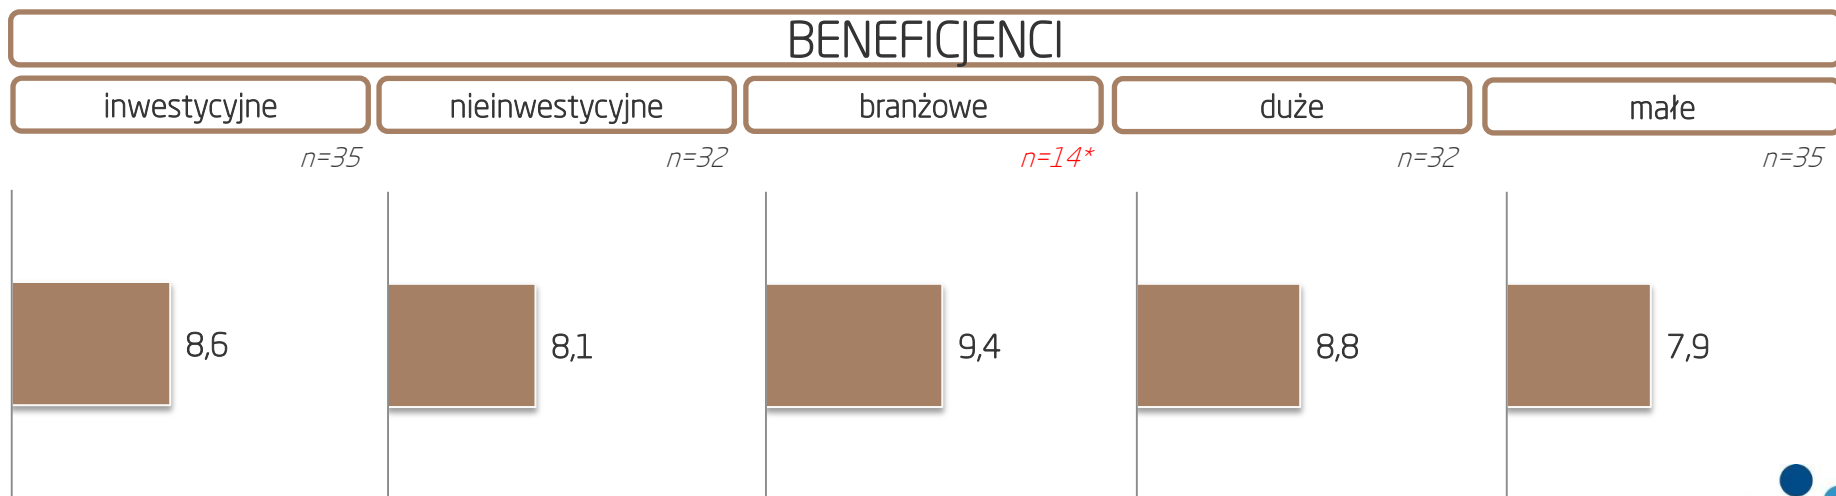 BENEFICJENCI
inwestycyjne nieinwestycyjne branżowe duże małe
n=35 n=32 n=14* n=32 n=35
8,6 8,1 9,4 8,8 7,9